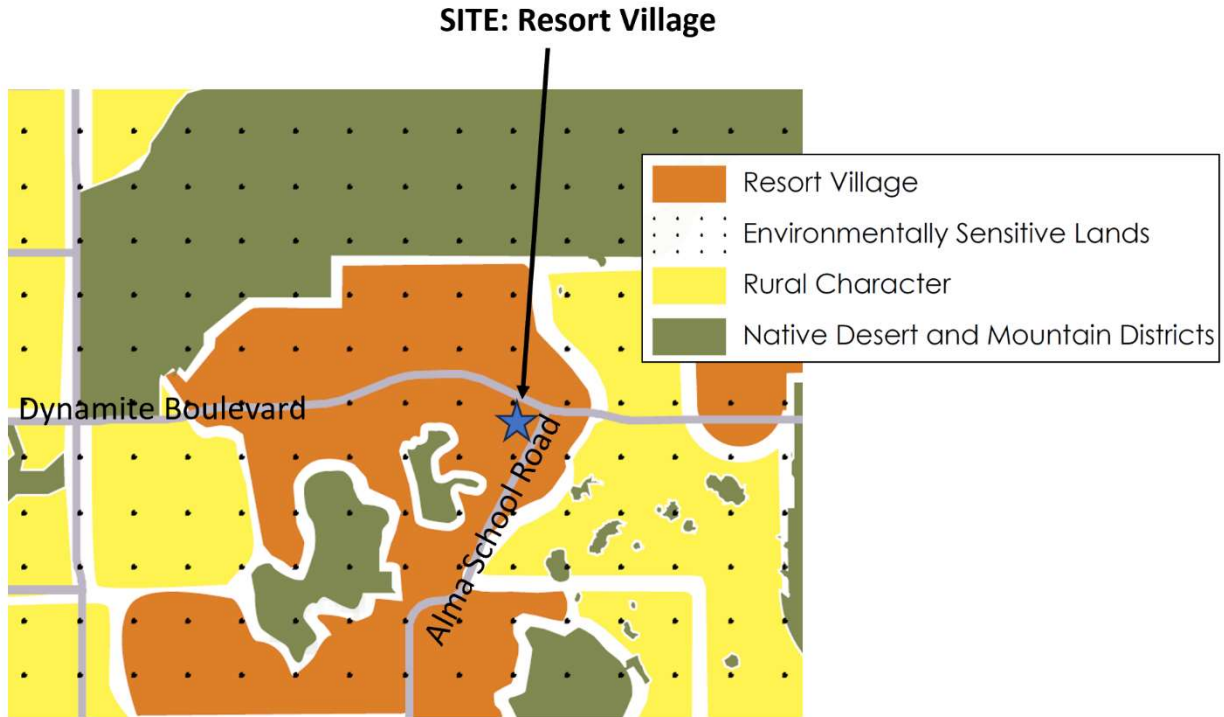 SITE: Resort Village
Resort Village
Environmentally Sensitive Lands
Rural Character
Native Desert and Mountain Districts
Dynamite Boulevard
Alma School Road